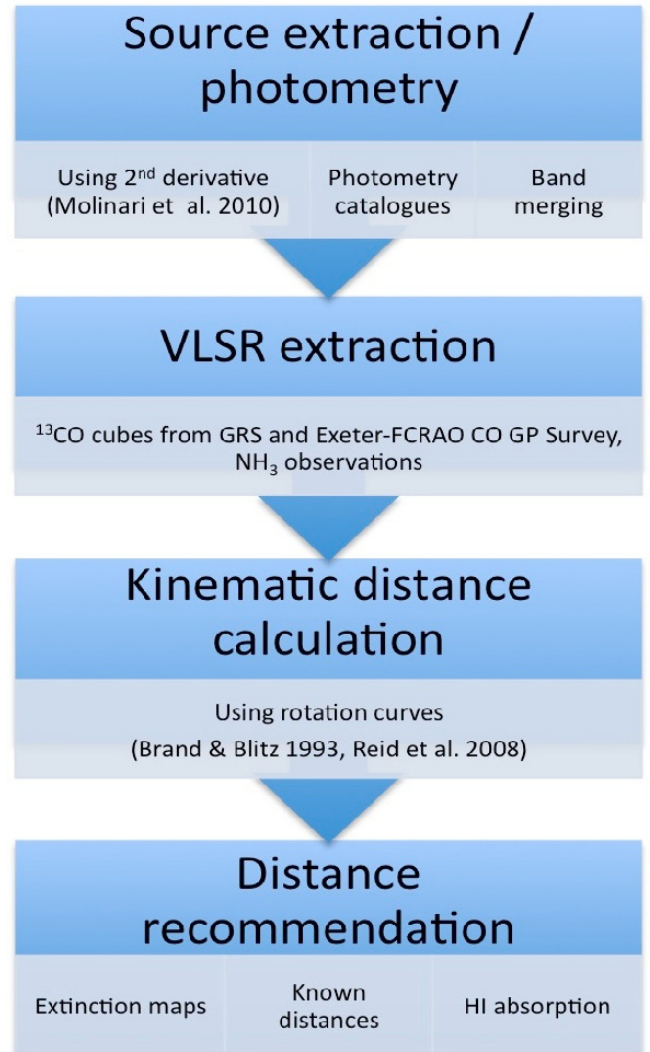 Source extraction /
photometry
Using 2nd derivative
(Molinari et al. 2010)
Photometry
catalogues
Band
merging
VLSR extraction
13CO cubes from GRS and Exeter-FCRAO CO GP Survey,
NH3 observations
Kinematic distance
calculation
Using rotation curves
(Brand & Blitz 1993, Reid et al. 2008)
Distance
recommendation
Extinction maps
Known
distances
HI absorption